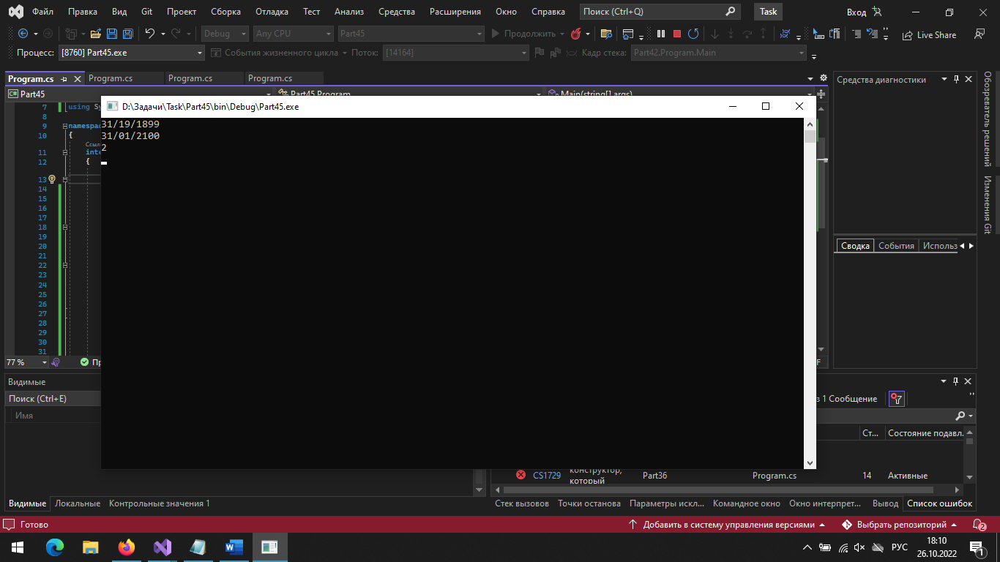 Файл Правка Вид Git Проект Сборка Отладка Тест Анализ Средства Расширения Окно Справка Поиск (Ctrl+Q) Task Вход
Debug Any CPU Part45 Продолжить Live Share
Процесс: [8760] Part45.exe События жизненного цикла Поток: [14164] Кадр стека: Part42.Program.Main
Program.cs Program.cs Program.cs Program.cs
Part45 Part45.Program Main(string[] args)
D:\Задачи\Task\Part45\bin\Debug\Part45.exe
31/19/1899
31/01/2100
2
7 using Sy
8
9 namespac
10 {
Ссыл
11 inte
12 {
13
14
15
16
17
18
19
20
21
22
23
24
25
26
27
28
29
30
31
77 % Пр
F
Средства диагностики
Сводка События Использ
Обозреватель решений
Изменения Git
Видимые
Поиск (Ctrl+E)
Имя
Видимые Локальные Контрольные значения 1
з 1 Сообщение
Ст... Состояние подавл.
конструктор,
CS1729 Part36 Program.cs 14 Активные
который
Стек вызовов Точки останова Параметры искл... Командное окно Окно интерпрет... Вывод Список ошибок
Готово Добавить в систему управления версиями Выбрать репозиторий 2
РУС 18:10
26.10.2022 1